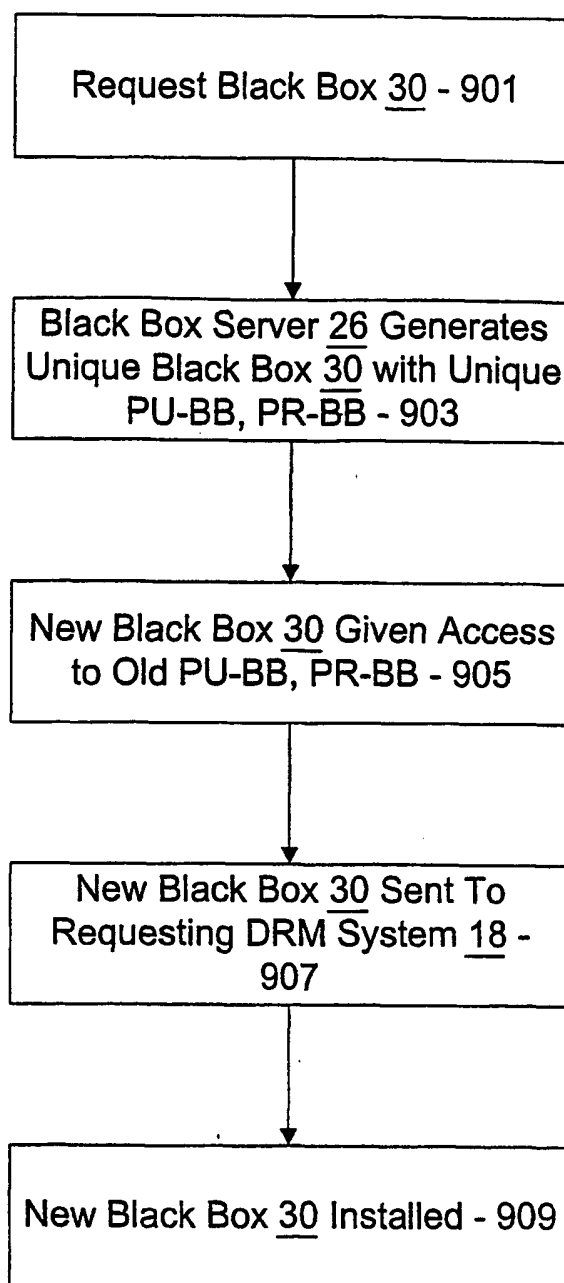 Request Black Box 30 - 901
Black Box Server 26 Generates
Unique Black Box 30 with Unique
PU-BB, PR-BB - 903
New Black Box 30 Given Access
to Old PU-BB, PR-BB - 905
New Black Box 30 Sent To
Requesting DRM System 18 -
907
New Black Box 30 Installed - 909